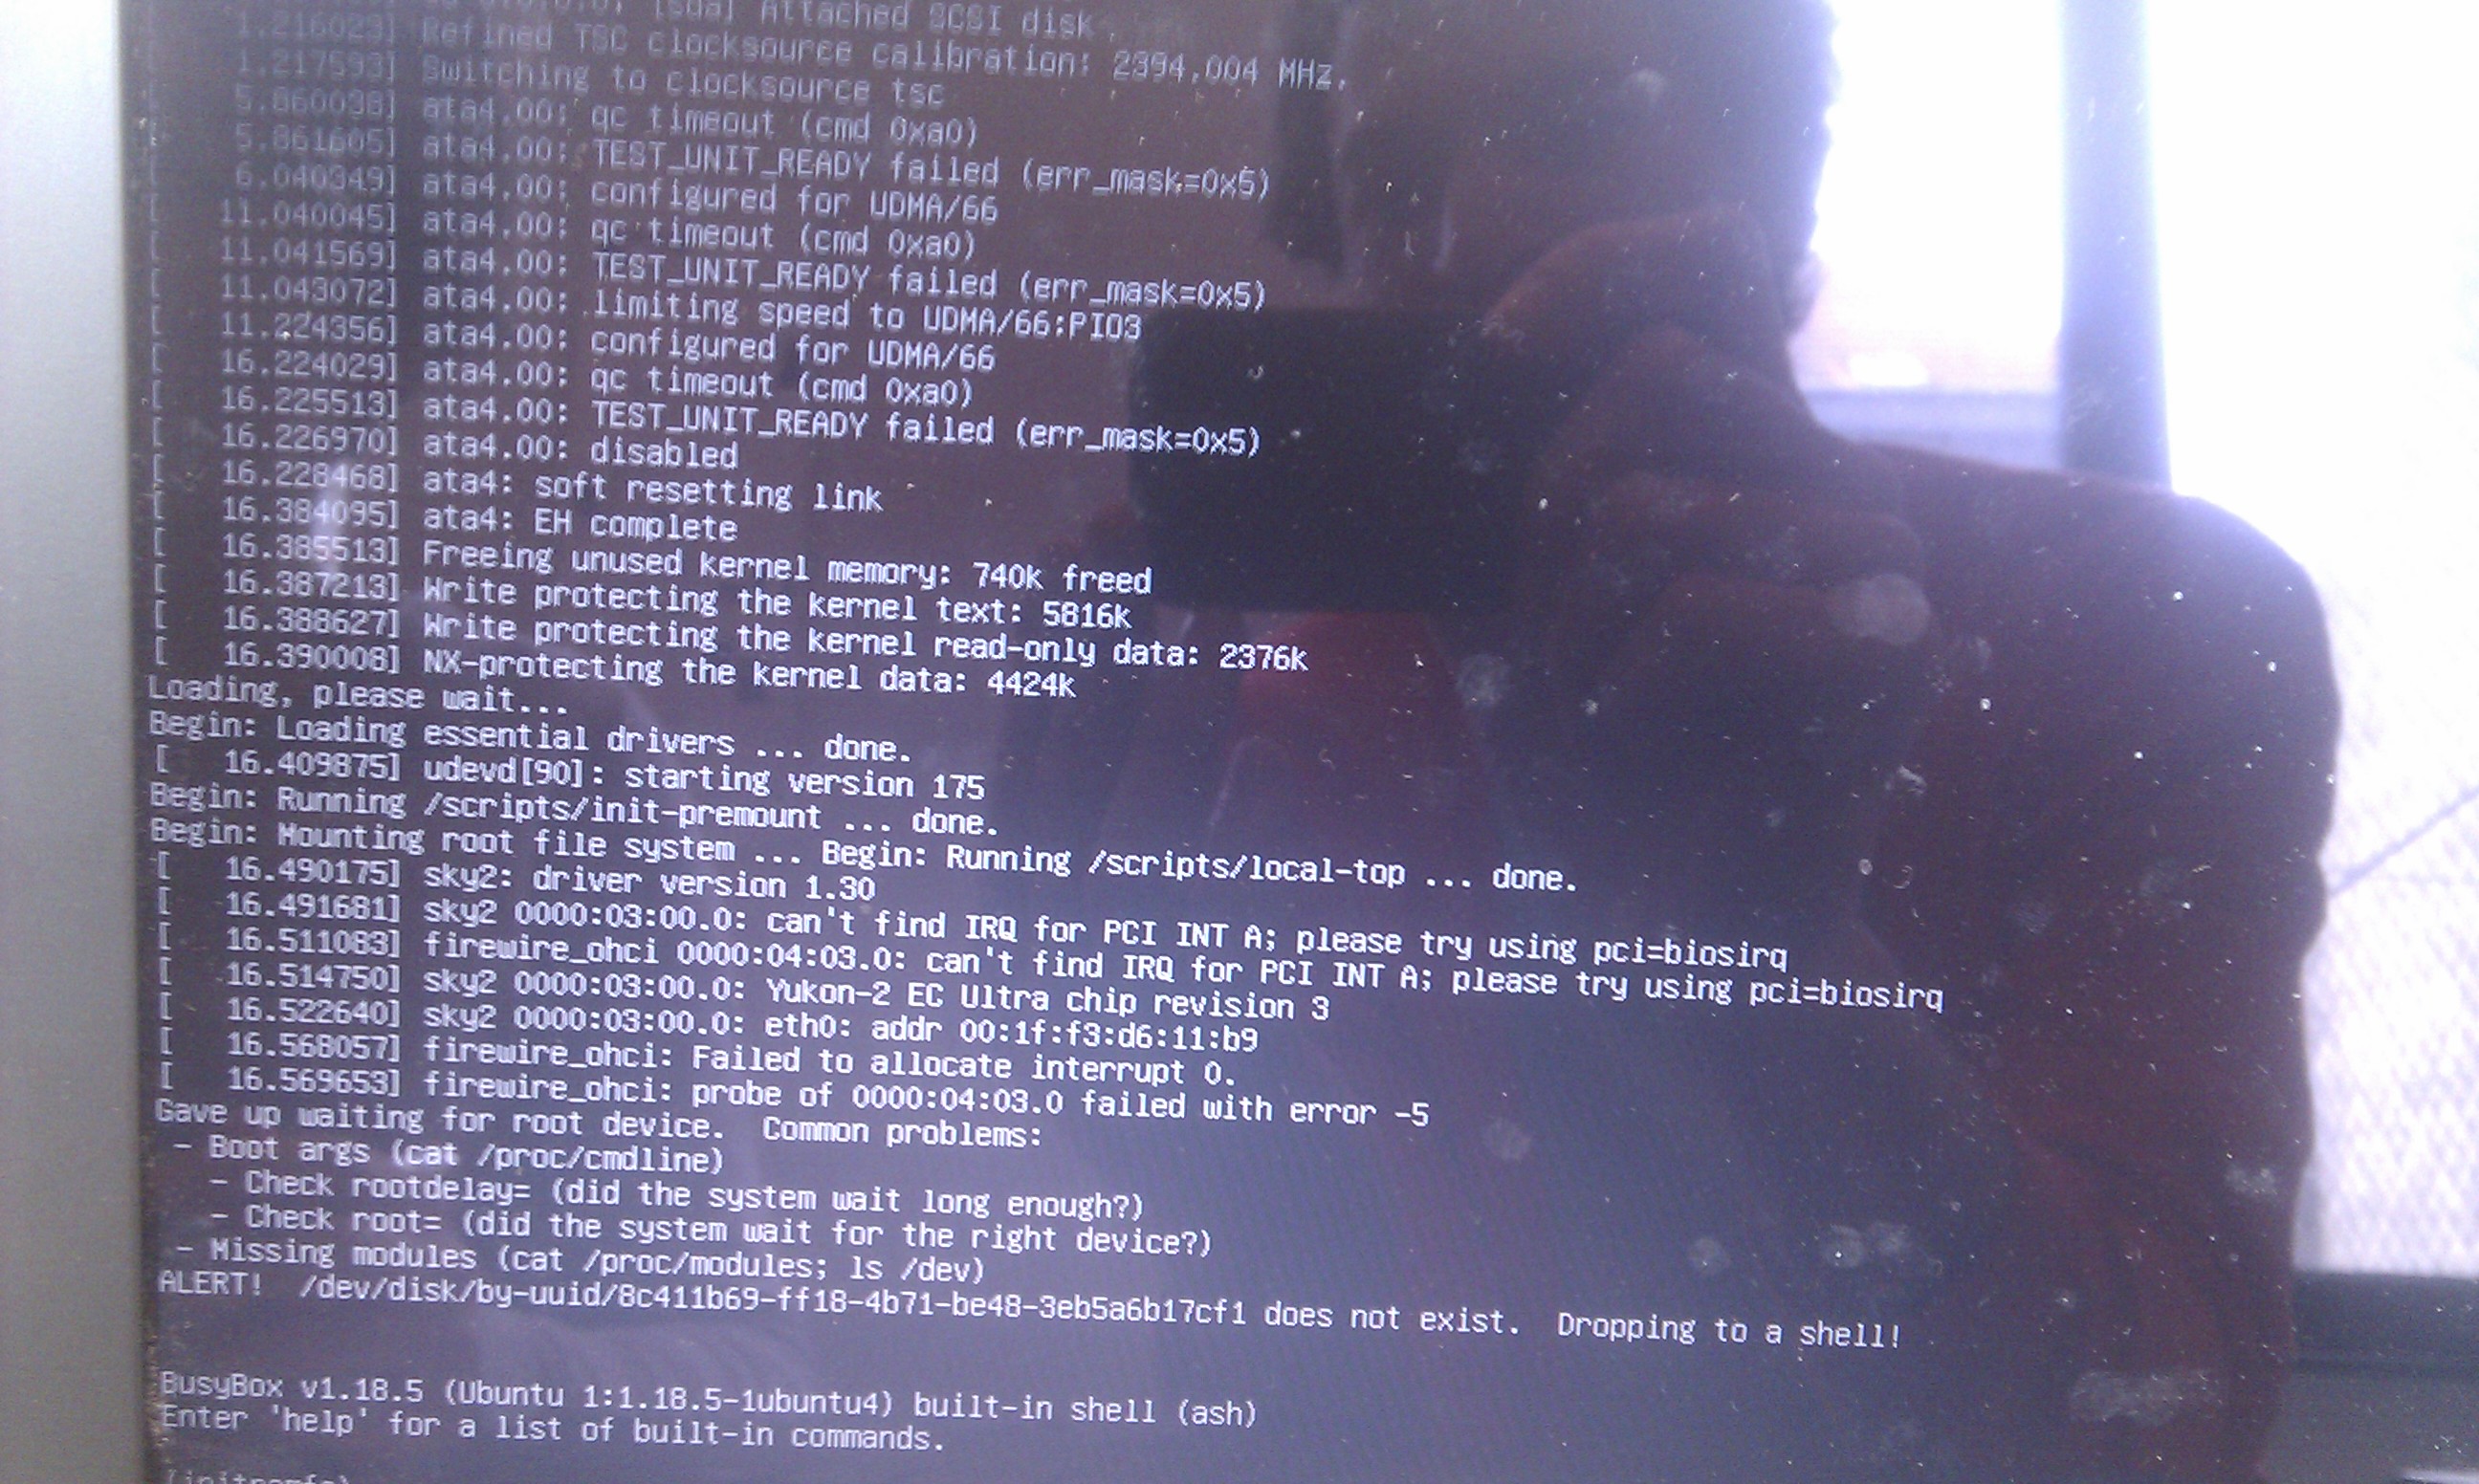 [sda] Attached SCSI disk
1.216023] Refined TSC clocksource calibration: 2394.004 MHz.
1.217593] Switching to clocksource tsc
[ 5.860038] ata4.00: qc timeout (cmd 0xa0)
[ 5.861605] ata4.00: TEST_UNIT_READY failed (err_mask=0x5)
[ 6.040349] ata4.00: configured for UDMA/66
[ 11.040045] ata4.00: qc timeout (cmd 0xa0)
[ 11.041569] ata4.00: TEST_UNIT_READY failed (err_mask=0x5)
[ 11.043072] ata4.00: limiting speed to UDMA/66:PIO3
[ 11.224356] ata4.00: configured for UDMA/66
[ 16.224029] ata4.00: qc timeout (cmd 0xa0)
[ 16.225513] ata4.00: TEST_UNIT_READY failed (err_mask=0x5)
[ 16.226970] ata4.00: disabled
[ 16.228468] ata4: soft resetting link
[ 16.384095] ata4: EH complete
[ 16.385513] Freeing unused kernel memory: 740k freed
[ 16.387213] Write protecting the kernel text: 5816k
[ 16.388627] Write protecting the kernel read-only data: 2376k
[ 16.390008] NX-protecting the kernel data: 4424k
Loading, please wait...
Begin: Loading essential drivers ... done.
[ 16.409875] udevd[90]: starting version 175
Begin: Running /scripts/init-premount ... done.
Begin: Mounting root file system ... Begin: Running /scripts/local-top ... done.
[ 16.490175] sky2: driver version 1.30
[ 16.491681] sky2 0000:03:00.0: can't find IRQ for PCI INT A; please try using pci=biosirq
[ 16.511083] firewire_ohci 0000:04:03.0: can't find IRQ for PCI INT A; please try using pci=biosirq
[ 16.514750] sky2 0000:03:00.0: Yukon-2 EC Ultra chip revision 3
[ 16.522640] sky2 0000:03:00.0: eth0: addr 00:1f:f3:d6:11:b9
[ 16.568057] firewire_ohci: Failed to allocate interrupt 0.
[ 16.569653] firewire_ohci: probe of 0000:04:03.0 failed with error -5
Gave up waiting for root device.  Common problems:
- Boot args (cat /proc/cmdline)
- Check rootdelay= (did the system wait long enough?)
- Check root= (did the system wait for the right device?)
- Missing modules (cat /proc/modules; ls /dev)
ALERT!  /dev/disk/by-uuid/8c411b69-ff18-4b71-be48-3eb5a6b17cf1 does not exist.  Dropping to a shell!
BusyBox v1.18.5 (Ubuntu 1:1.18.5-1ubuntu4) built-in shell (ash)
Enter 'help' for a list of built-in commands.
(initramfs)